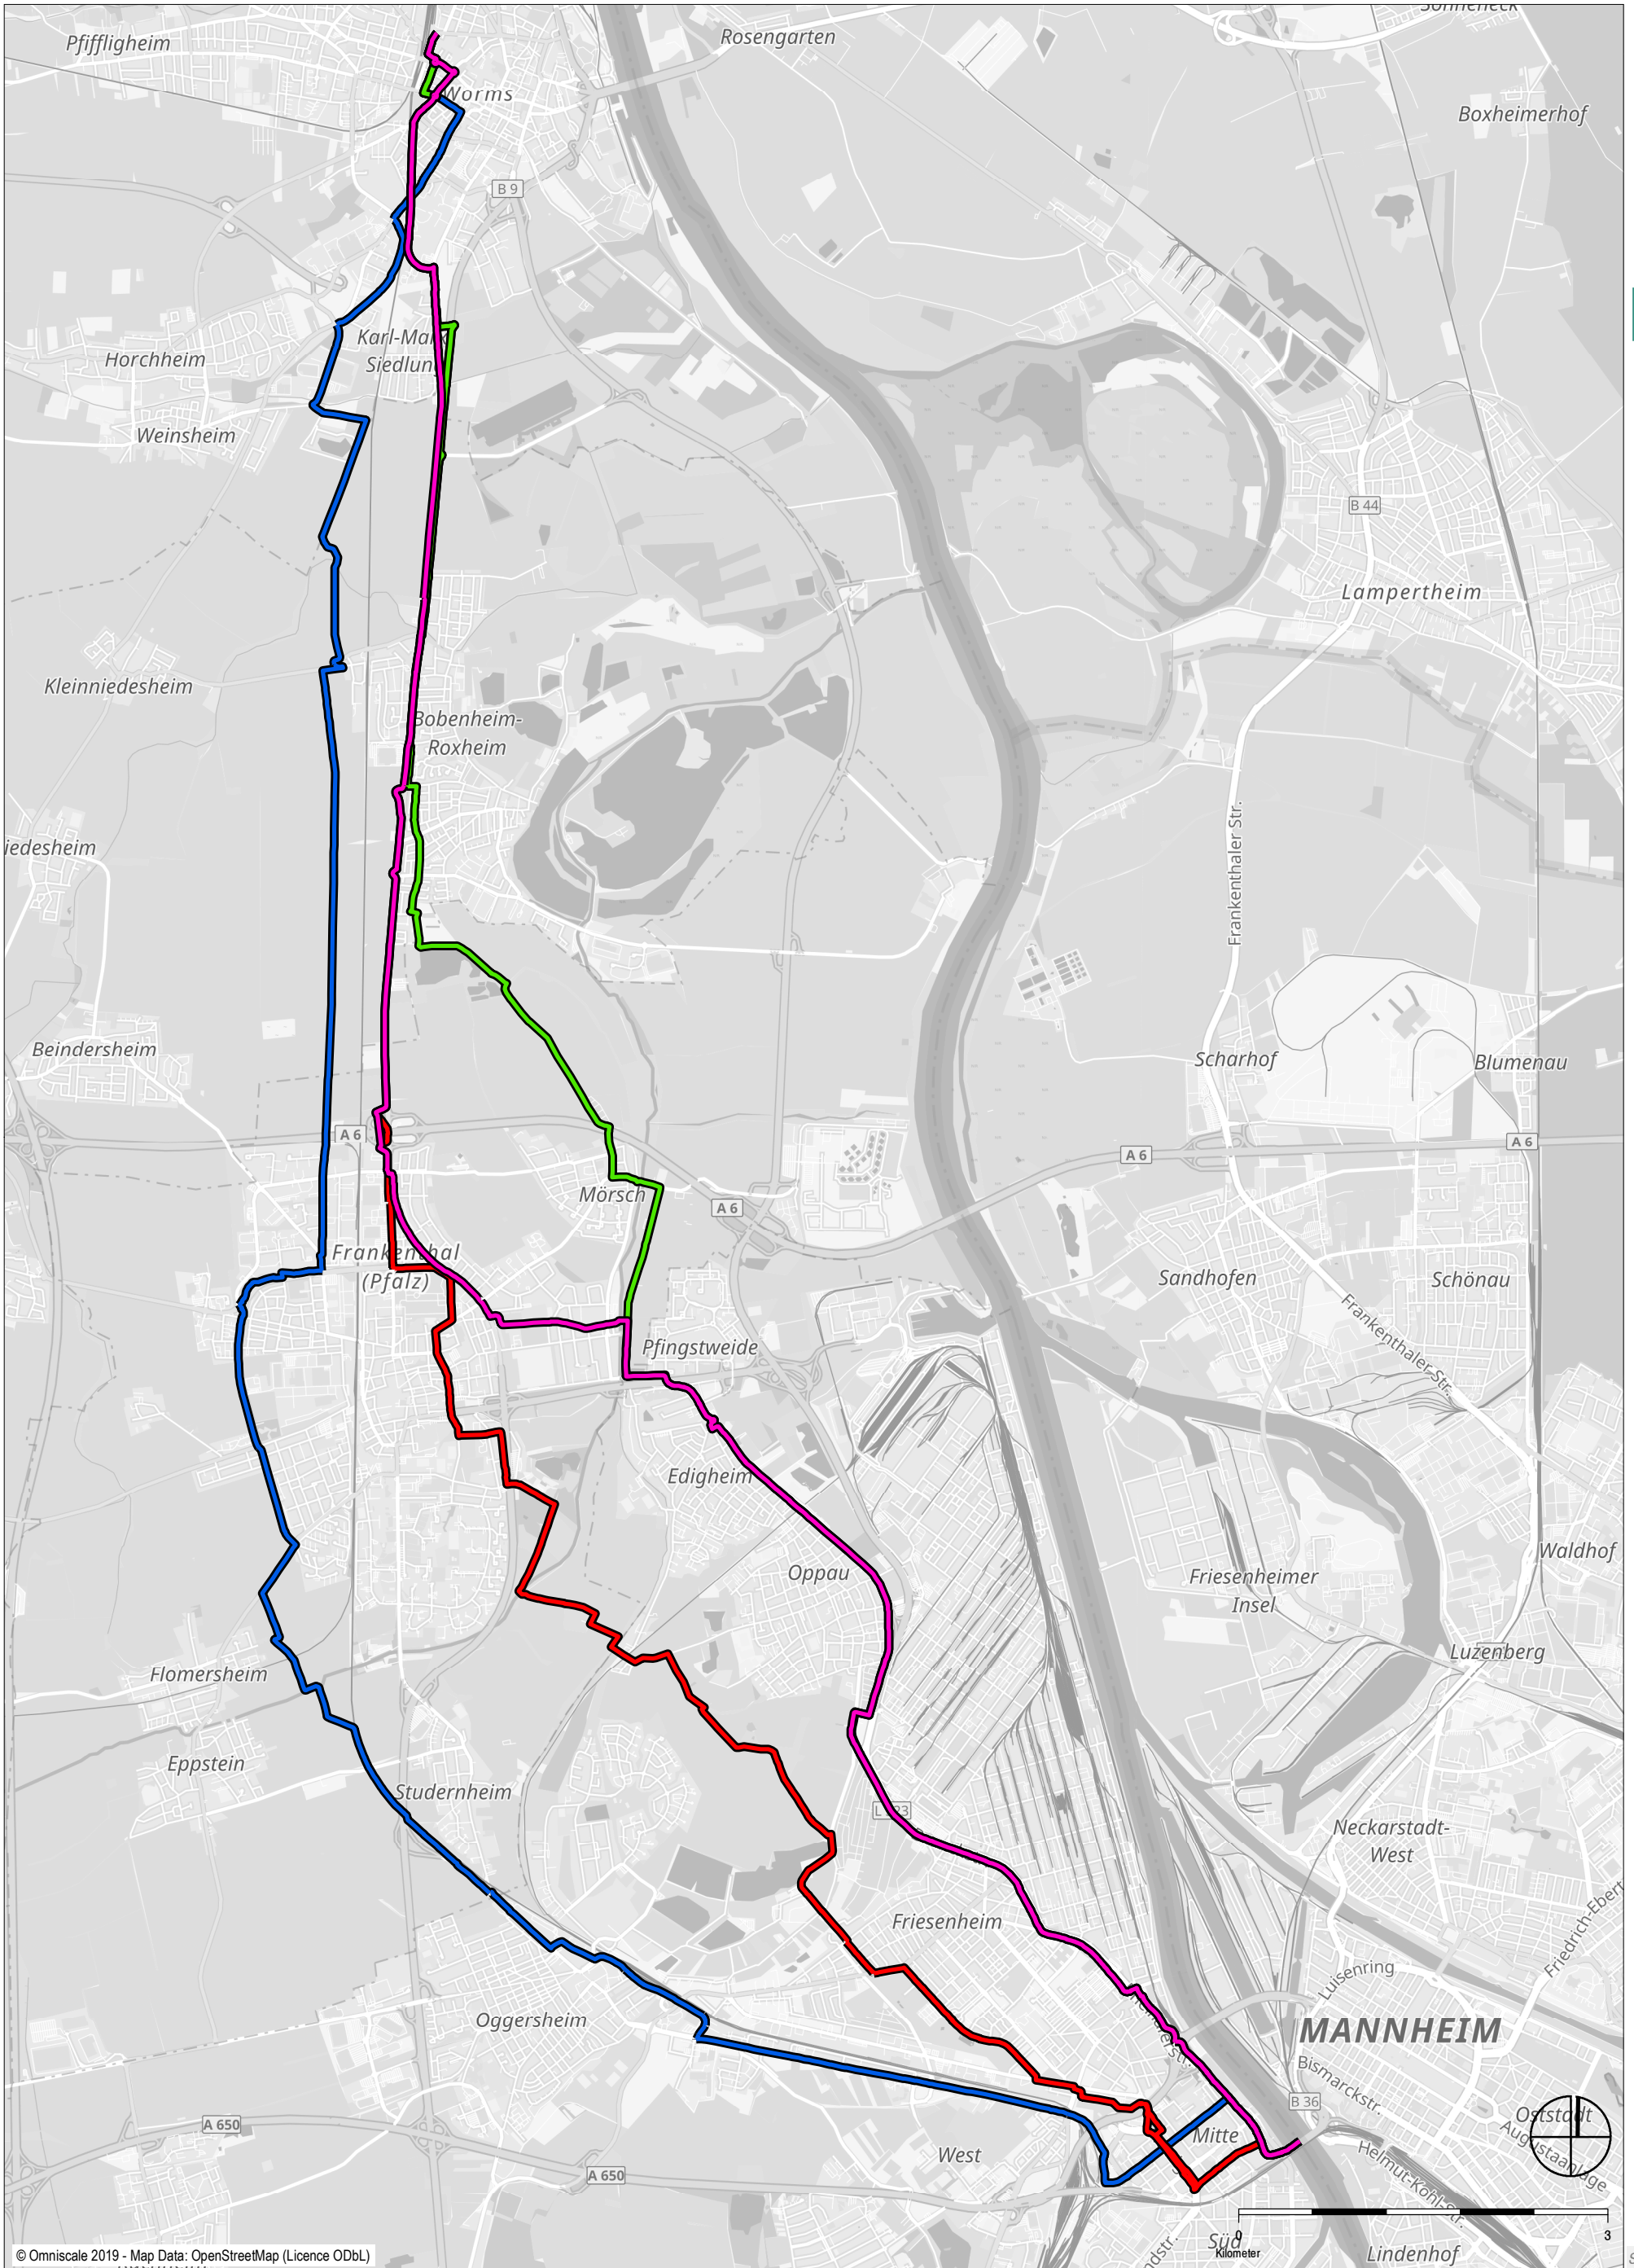 Pfiffligheim
Rosengarten
Worms
Boxheimerhof
B 9
Horchheim
Siedlung
Weinsheim
B 44
Lampertheim
Kleinniedesheim
Bobenheim-
Roxheim
iedesheim
Frankenthaler Str.
Beindersheim
Scharhof
Blumenau
A 6
A 6
A 6
A 6
Mörsch
Frankenthal
(Pfalz)
Sandhofen
Schönau
Pfingstweide
Frankenthaler Str.
Edigheim
Oppau
Waldhof
Friesenheimer
Insel
Luzenberg
Flomersheim
Eppstein
Studernheim
Neckarstadt-
West
Friesenheim
Friedrich-Ebert
Luisenring
Oggersheim
MANNHEIM
Bismarckstr.
B 36
A 650
Oststadt
Augustaanlage
Mitte
West
Helmut-Kohl-Str.
A 650
0
3
Kilometer
Süd
Lindenhof
© Omniscale 2019 - Map Data: OpenStreetMap (Licence ODbL)